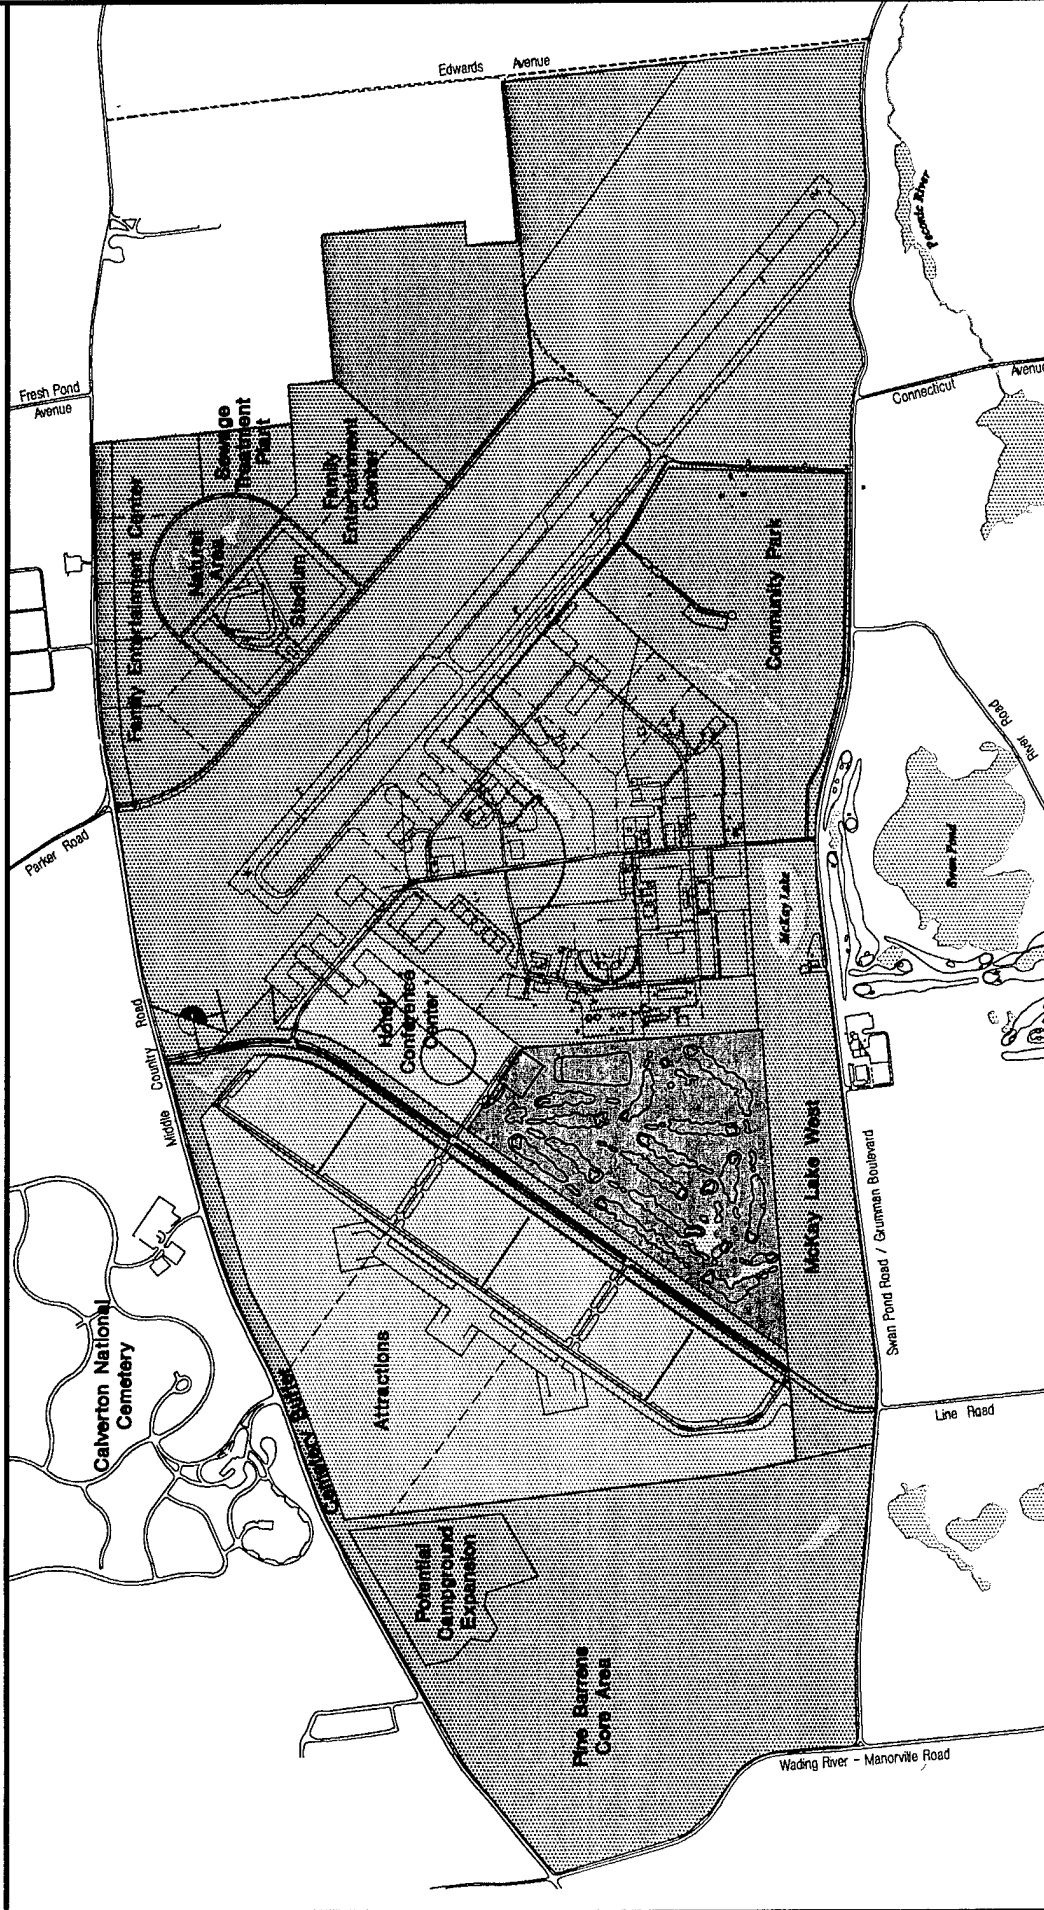 Edwards Avenue
Peconic River
Fresh Pond
Avenue
Connecticut Avenue
Sewage
Treatment
Plant
Family
Entertainment
Center
Family Entertainment Center
Natural
Area
Stadium
Community Park
River Road
Parker Road
Swan Pond
McKay Lake
Middle Country Road
Hotel/
Conference
Center
McKay Lake West
Swan Pond Road / Grumman Boulevard
Calverton National
Cemetery
Cemetery Buffer
Attractions
Line Road
Potential
Campground
Expansion
Pine Barrens
Core Area
Wading River - Manorville Road